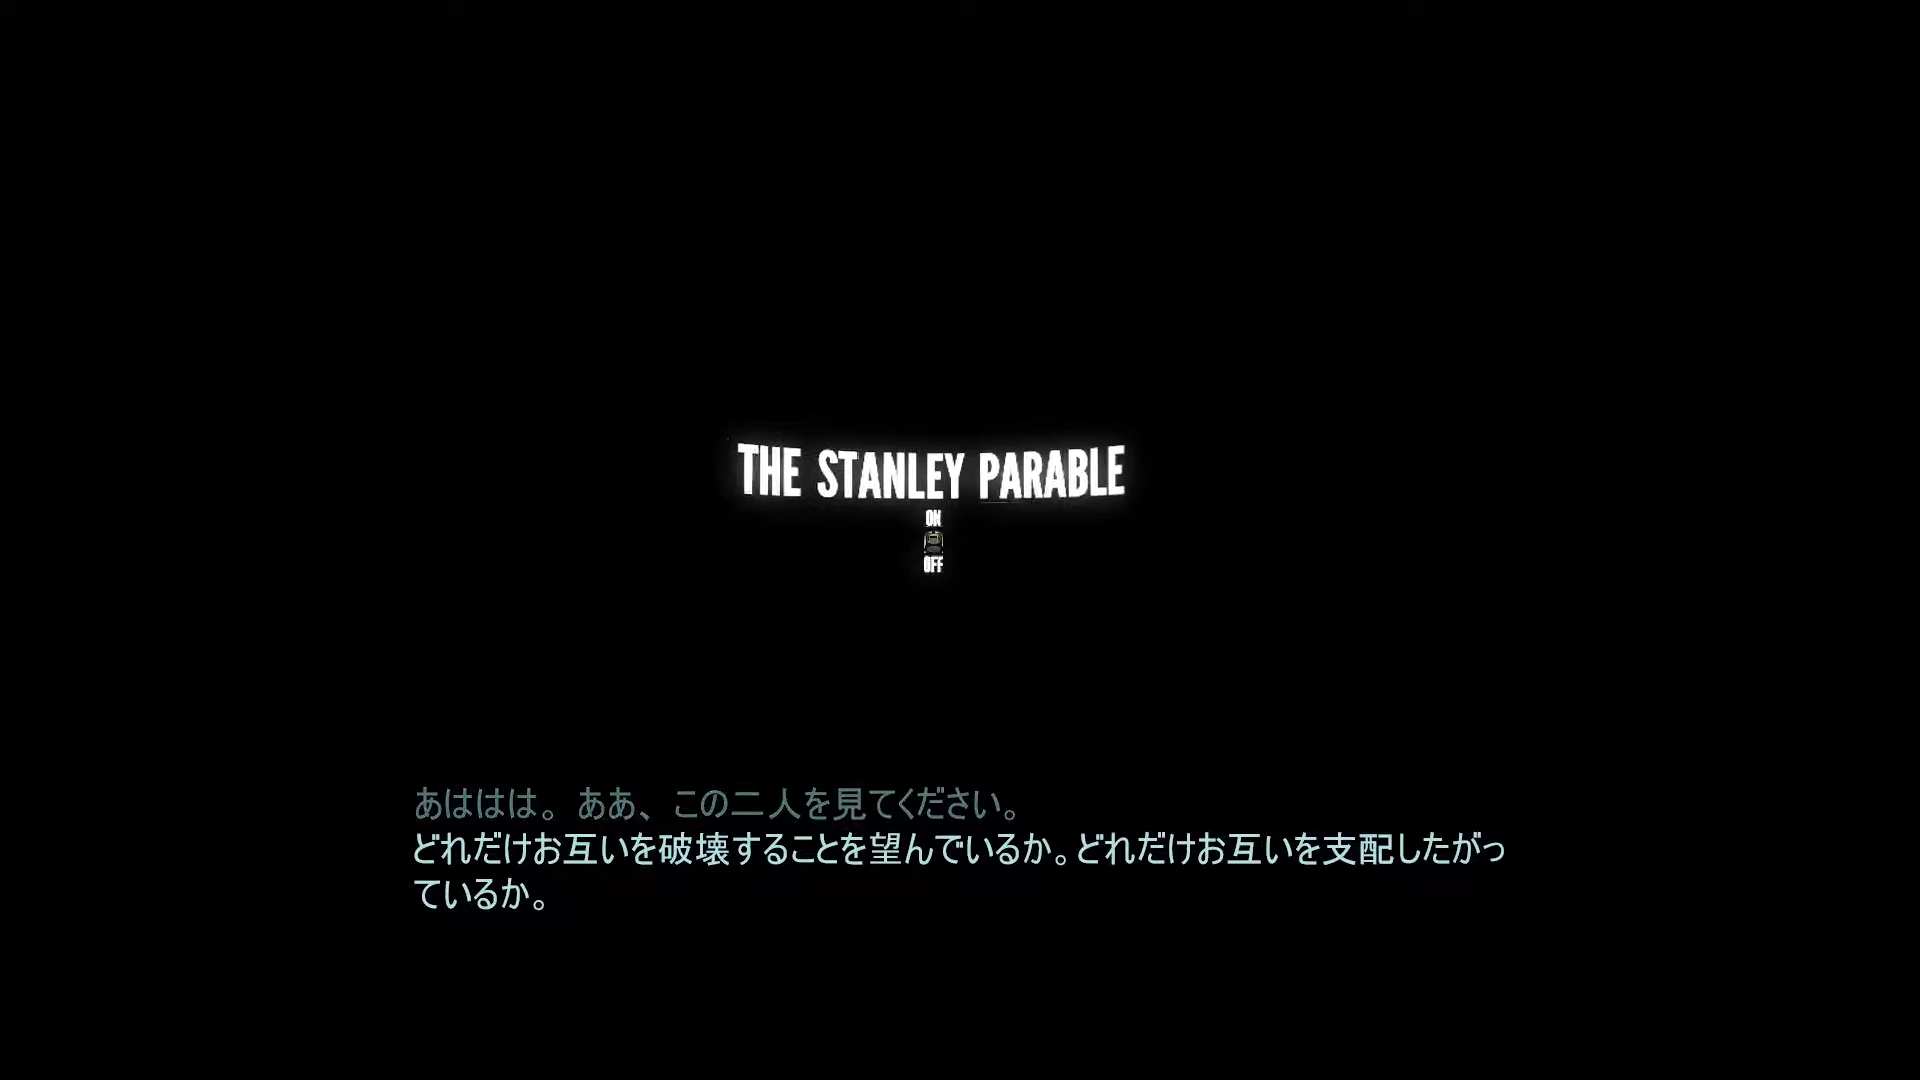 THE STANLEY PARABLE
ON
OFF
あははは。ああ、この二人を見てください。
どれだけお互いを破壊することを望んでいるか。どれだけお互いを支配したがっ
ているか。